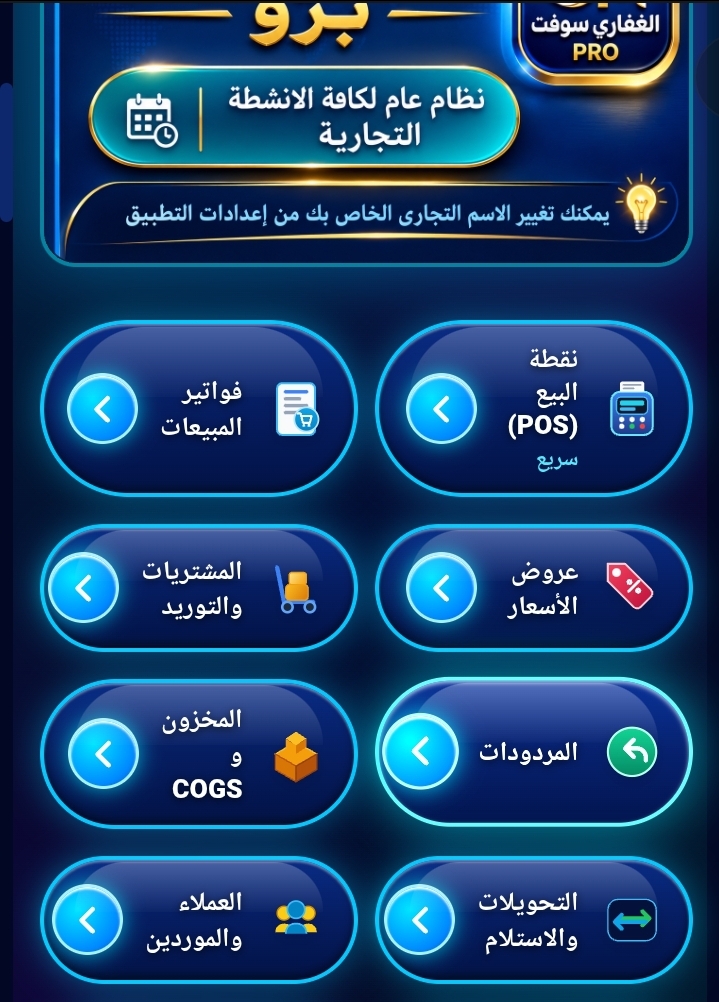 برو
الغفاري سوفت
PRO
نظام عام لكافة الانشطة
التجارية
يمكنك تغيير الاسم التجارى الخاص بك من إعدادات التطبيق
نقطة
البيع
(POS)
سريع
فواتير
المبيعات
عروض
الأسعار
المشتريات
والتوريد
المردودات
المخزون
و
COGS
التحويلات
والاستلام
العملاء
والموردين